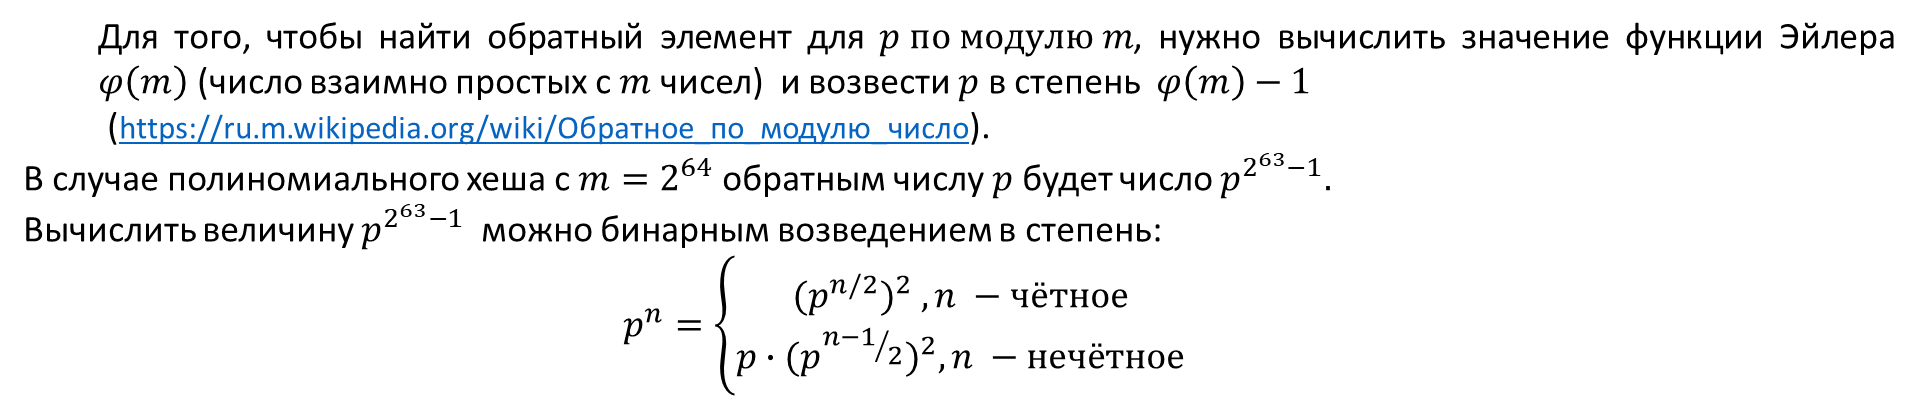 Для того, чтобы найти обратный элемент для p по модулю m, нужно вычислить значение функции Эйлера
φ(m) (число взаимно простых с m чисел) и возвести p в степень φ(m) − 1
(https://ru.m.wikipedia.org/wiki/Обратное_по_модулю_число).
В случае полиномиального хеша с m = 2^{64} обратным числу p будет число p^{2^{63}−1}.
Вычислить величину p^{2^{63}−1} можно бинарным возведением в степень:
(p^{n/2})^2 , n − чётное
p^n = {
p · (p^{n−1/2})^2, n − нечётное